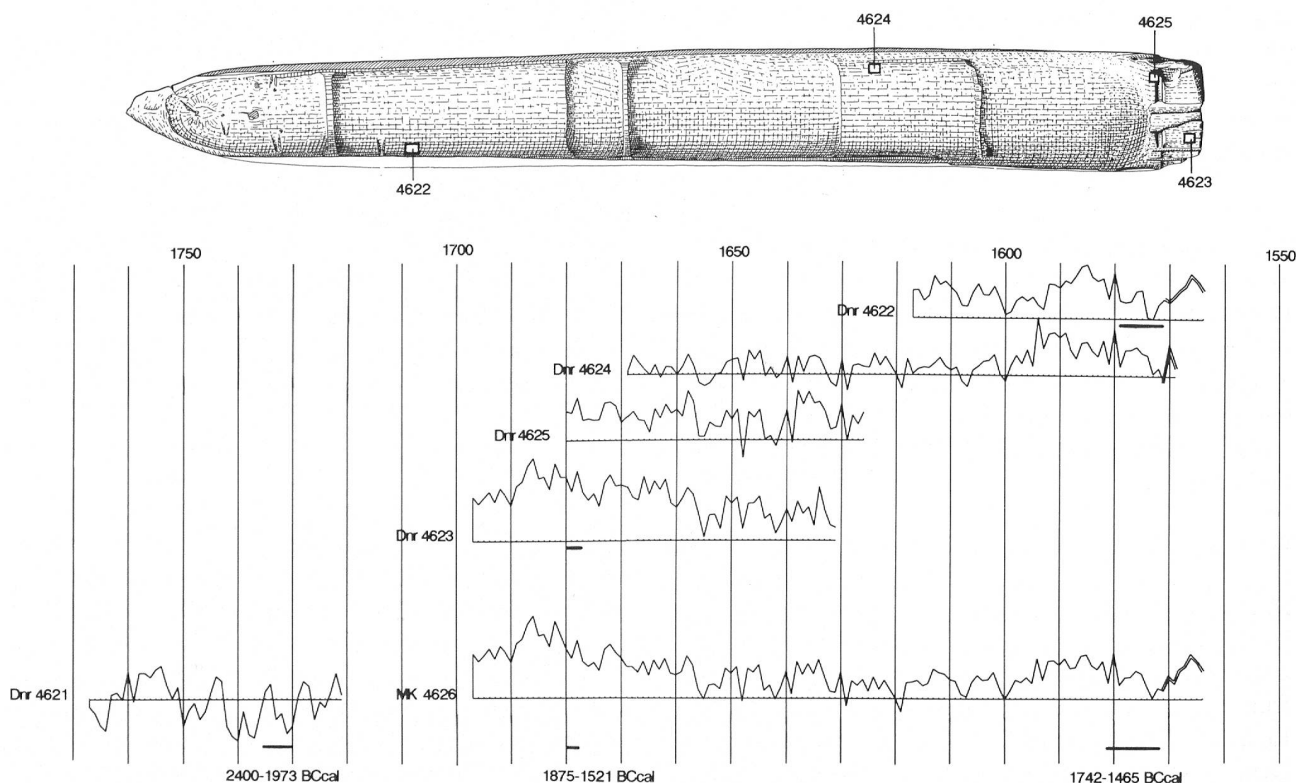 4624
4625
4622
4623
1750
1700
1650
1600
1550
Dnr 4622
Dnr 4624
Dnr 4625
Dnr 4623
Dnr 4621
MK 4626
2400-1973 BCcal
1875-1521 BCcal
1742-1465 BCcal